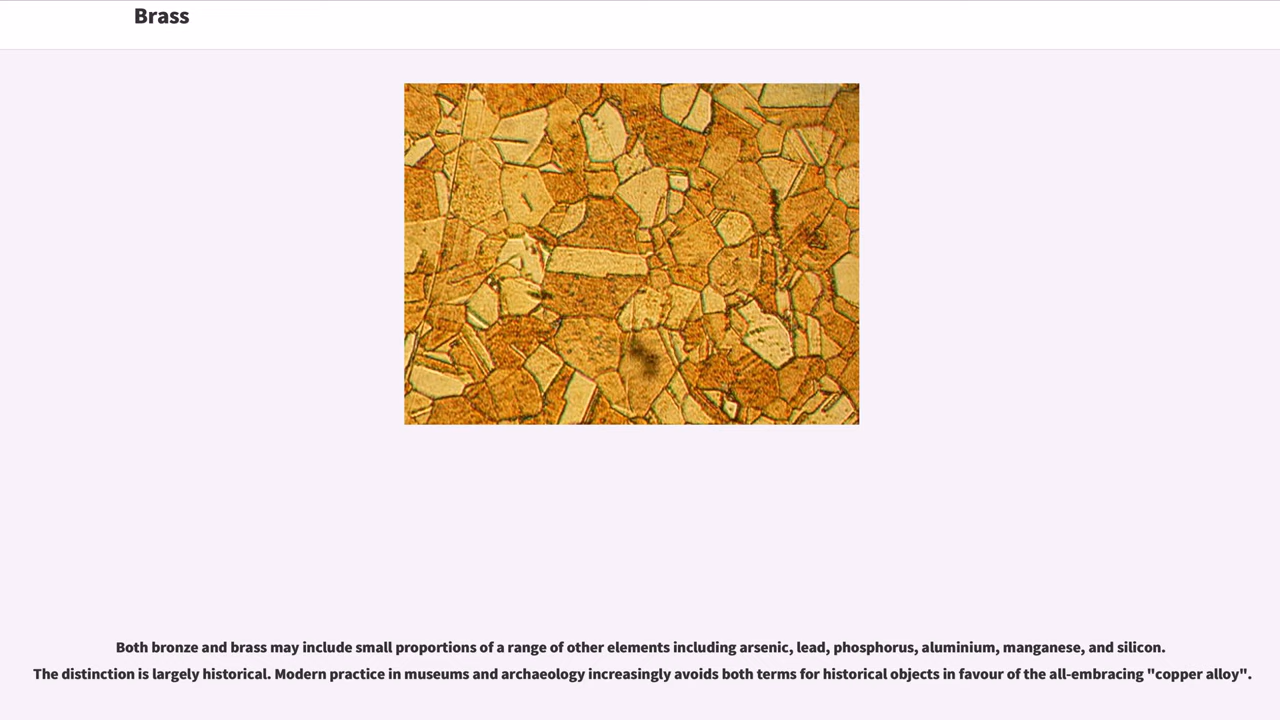 Brass
Both bronze and brass may include small proportions of a range of other elements including arsenic, lead, phosphorus, aluminium, manganese, and silicon.
The distinction is largely historical. Modern practice in museums and archaeology increasingly avoids both terms for historical objects in favour of the all-embracing "copper alloy".